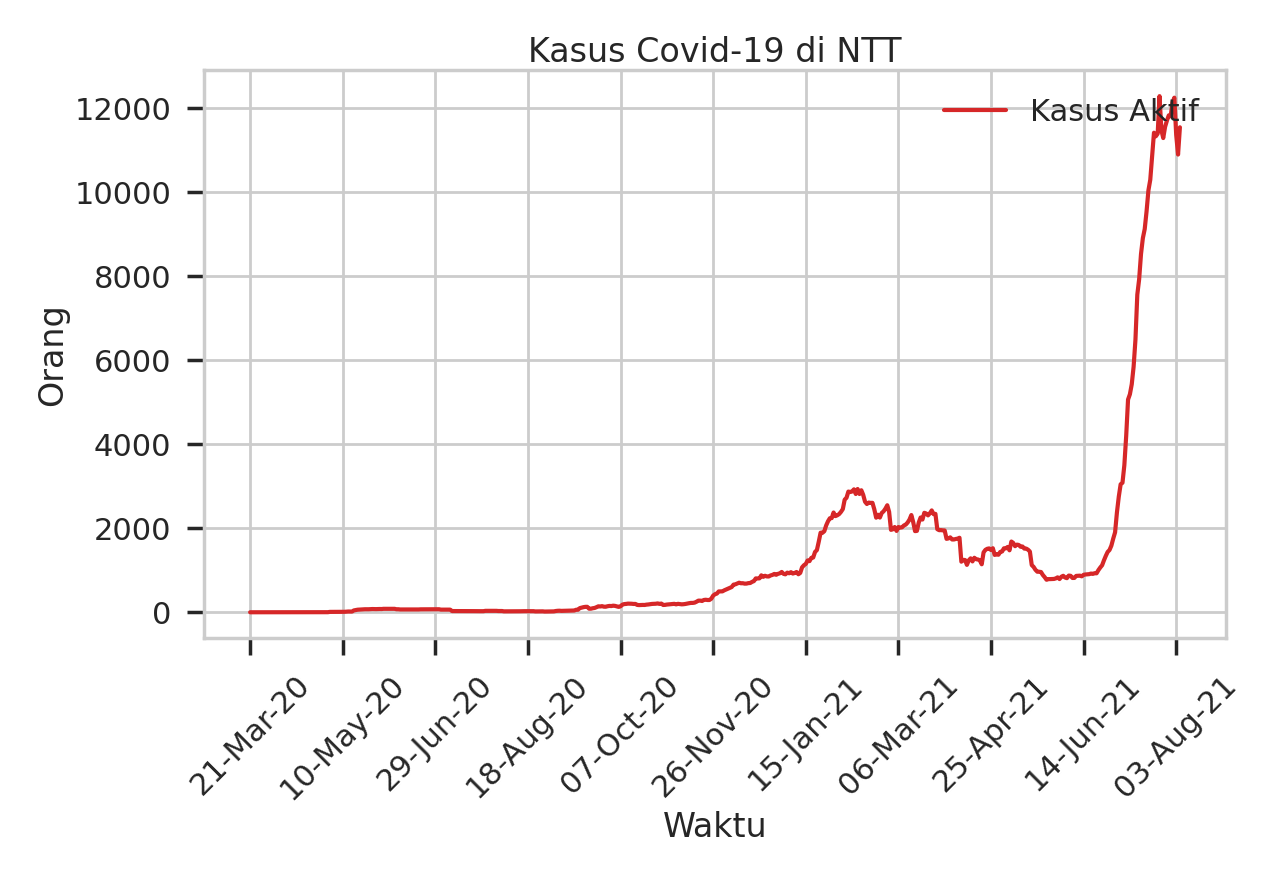 Kasus Covid-19 di NTT
Kasus Aktif
12000
10000
8000
6000
4000
2000
0
Orang
21-Mar-20
10-May-20
29-Jun-20
18-Aug-20
07-Oct-20
26-Nov-20
15-Jan-21
06-Mar-21
25-Apr-21
14-Jun-21
03-Aug-21
Waktu